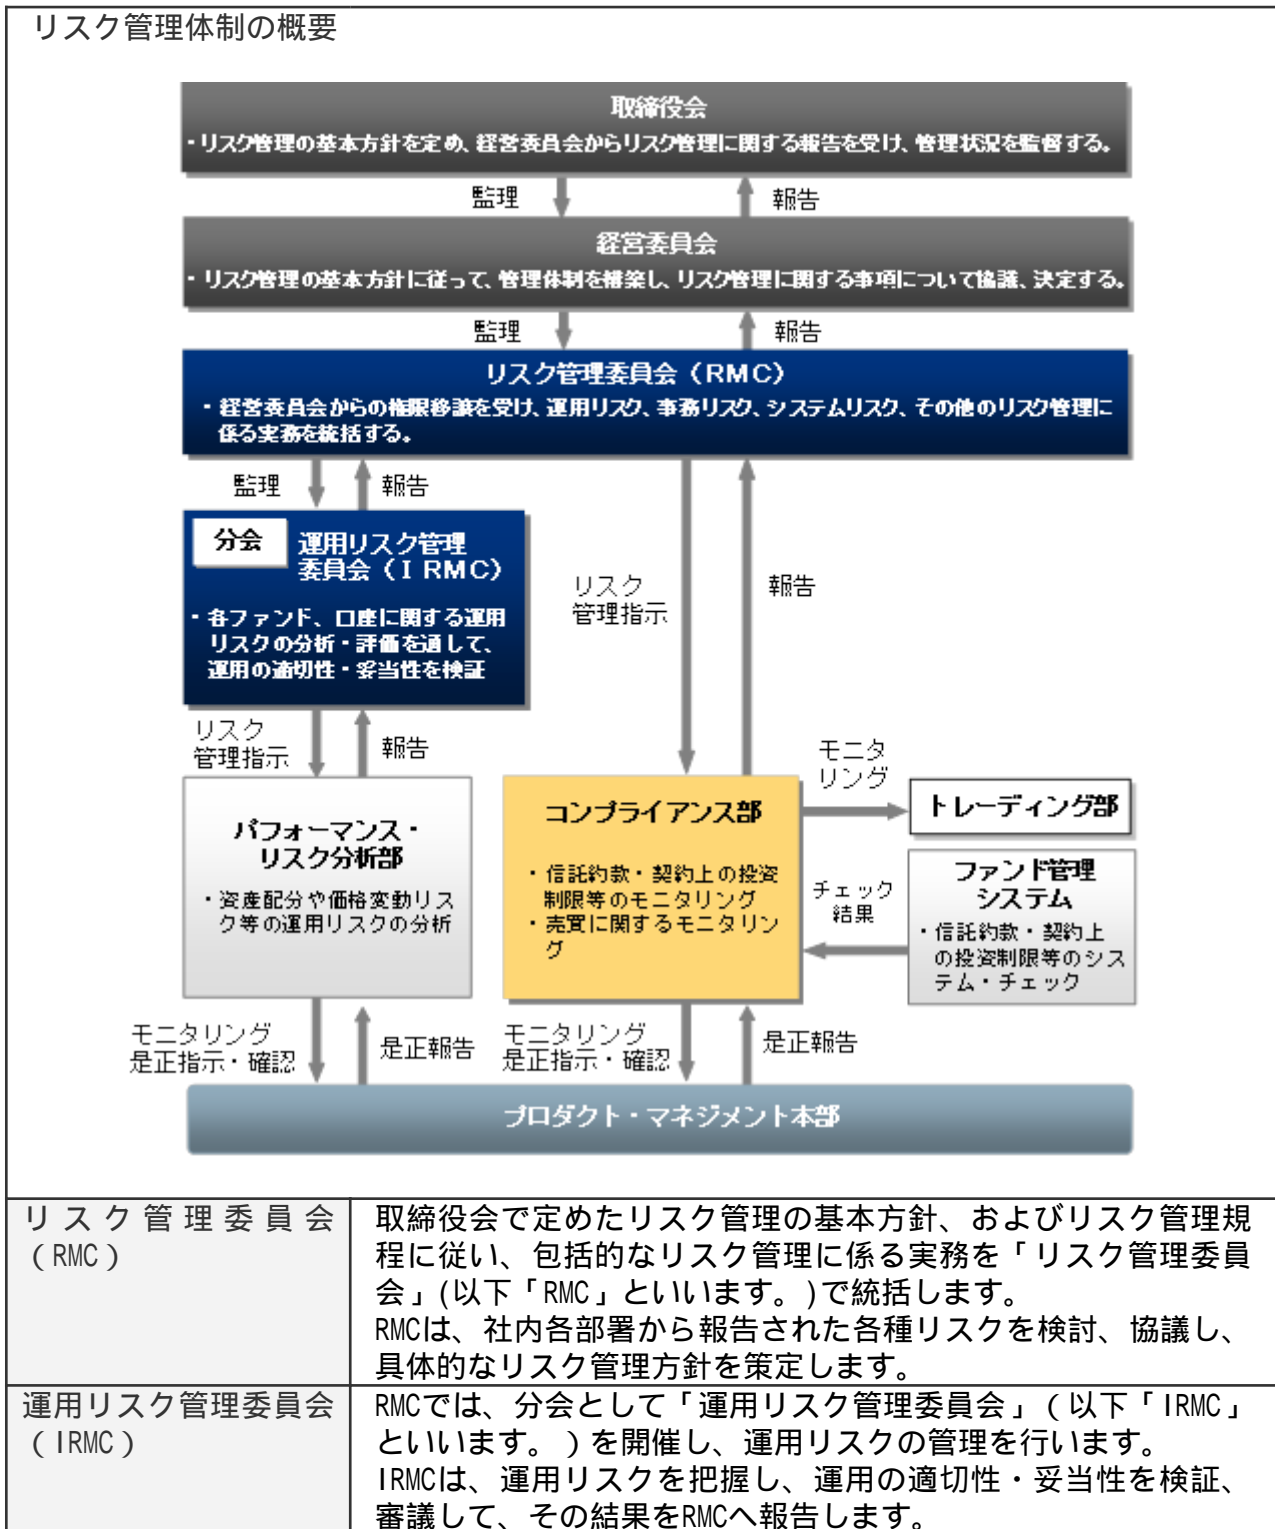 リスク管理体制の概要
取締役会
・リスク管理の基本方針を定め、経営委員会からリスク管理に関する報告を受け、管理状況を監督する。
監理
報告
経営委員会
・リスク管理の基本方針に従って、管理体制を構築し、リスク管理に関する事項について協議、決定する。
監理
報告
リスク管理委員会（RMC）
・経営委員会からの権限移譲を受け、運用リスク、事務リスク、システムリスク、その他のリスク管理に
係る実務を統括する。
監理
報告
分会
運用リスク管理
委員会（IRMC）
・各ファンド、口座に関する運用
リスクの分析・評価を通して、
運用の適切性・妥当性を検証
リスク
管理指示
報告
リスク
管理指示
報告
モニタ
リング
パフォーマンス・
リスク分析部
・資産配分や価格変動リス
ク等の運用リスクの分析
コンプライアンス部
・信託約款・契約上の投資
制限等のモニタリング
・売買に関するモニタリン
グ
トレーディング部
チェック
結果
ファンド管理
システム
・信託約款・契約上
の投資制限等のシス
テム・チェック
モニタリング
是正指示・確認
是正報告
モニタリング
是正指示・確認
是正報告
プロダクト・マネジメント本部
リスク管理委員会
（RMC）
取締役会で定めたリスク管理の基本方針、およびリスク管理規
程に従い、包括的なリスク管理に係る実務を「リスク管理委員
会」(以下「RMC」といいます。)で統括します。
RMCは、社内各部署から報告された各種リスクを検討、協議し、
具体的なリスク管理方針を策定します。
運用リスク管理委員会
（IRMC）
RMCでは、分会として「運用リスク管理委員会」（以下「IRMC」
といいます。）を開催し、運用リスクの管理を行います。
IRMCは、運用リスクを把握し、運用の適切性・妥当性を検証、
審議して、その結果をRMCへ報告します。